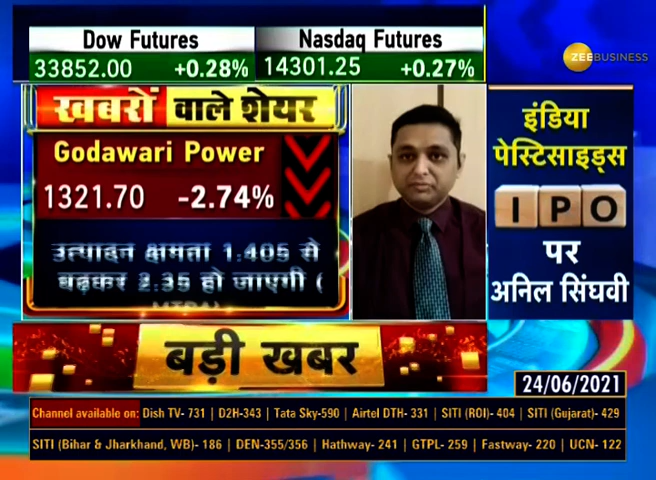 Dow Futures
33852.00 +0.28%
Nasdaq Futures
14301.25 +0.27%
ZEE BUSINESS
खबरों वाले शेयर
Godawari Power
1321.70 -2.74%
उत्पादन क्षमता 1.405 से
बढ़कर 2.35 हो जाएगी (
MTPA)
इंडिया
पेस्टिसाइड्स
IPO
पर
अनिल सिंघवी
बड़ी खबर
24/06/2021
Channel available on: Dish TV- 731 | D2H-343 | Tata Sky-590 | Airtel DTH- 331 | SITI (ROI)- 404 | SITI (Gujarat)- 429
SITI (Bihar & Jharkhand, WB)- 186 | DEN-355/356 | Hathway- 241 | GTPL- 259 | Fastway- 220 | UCN- 122